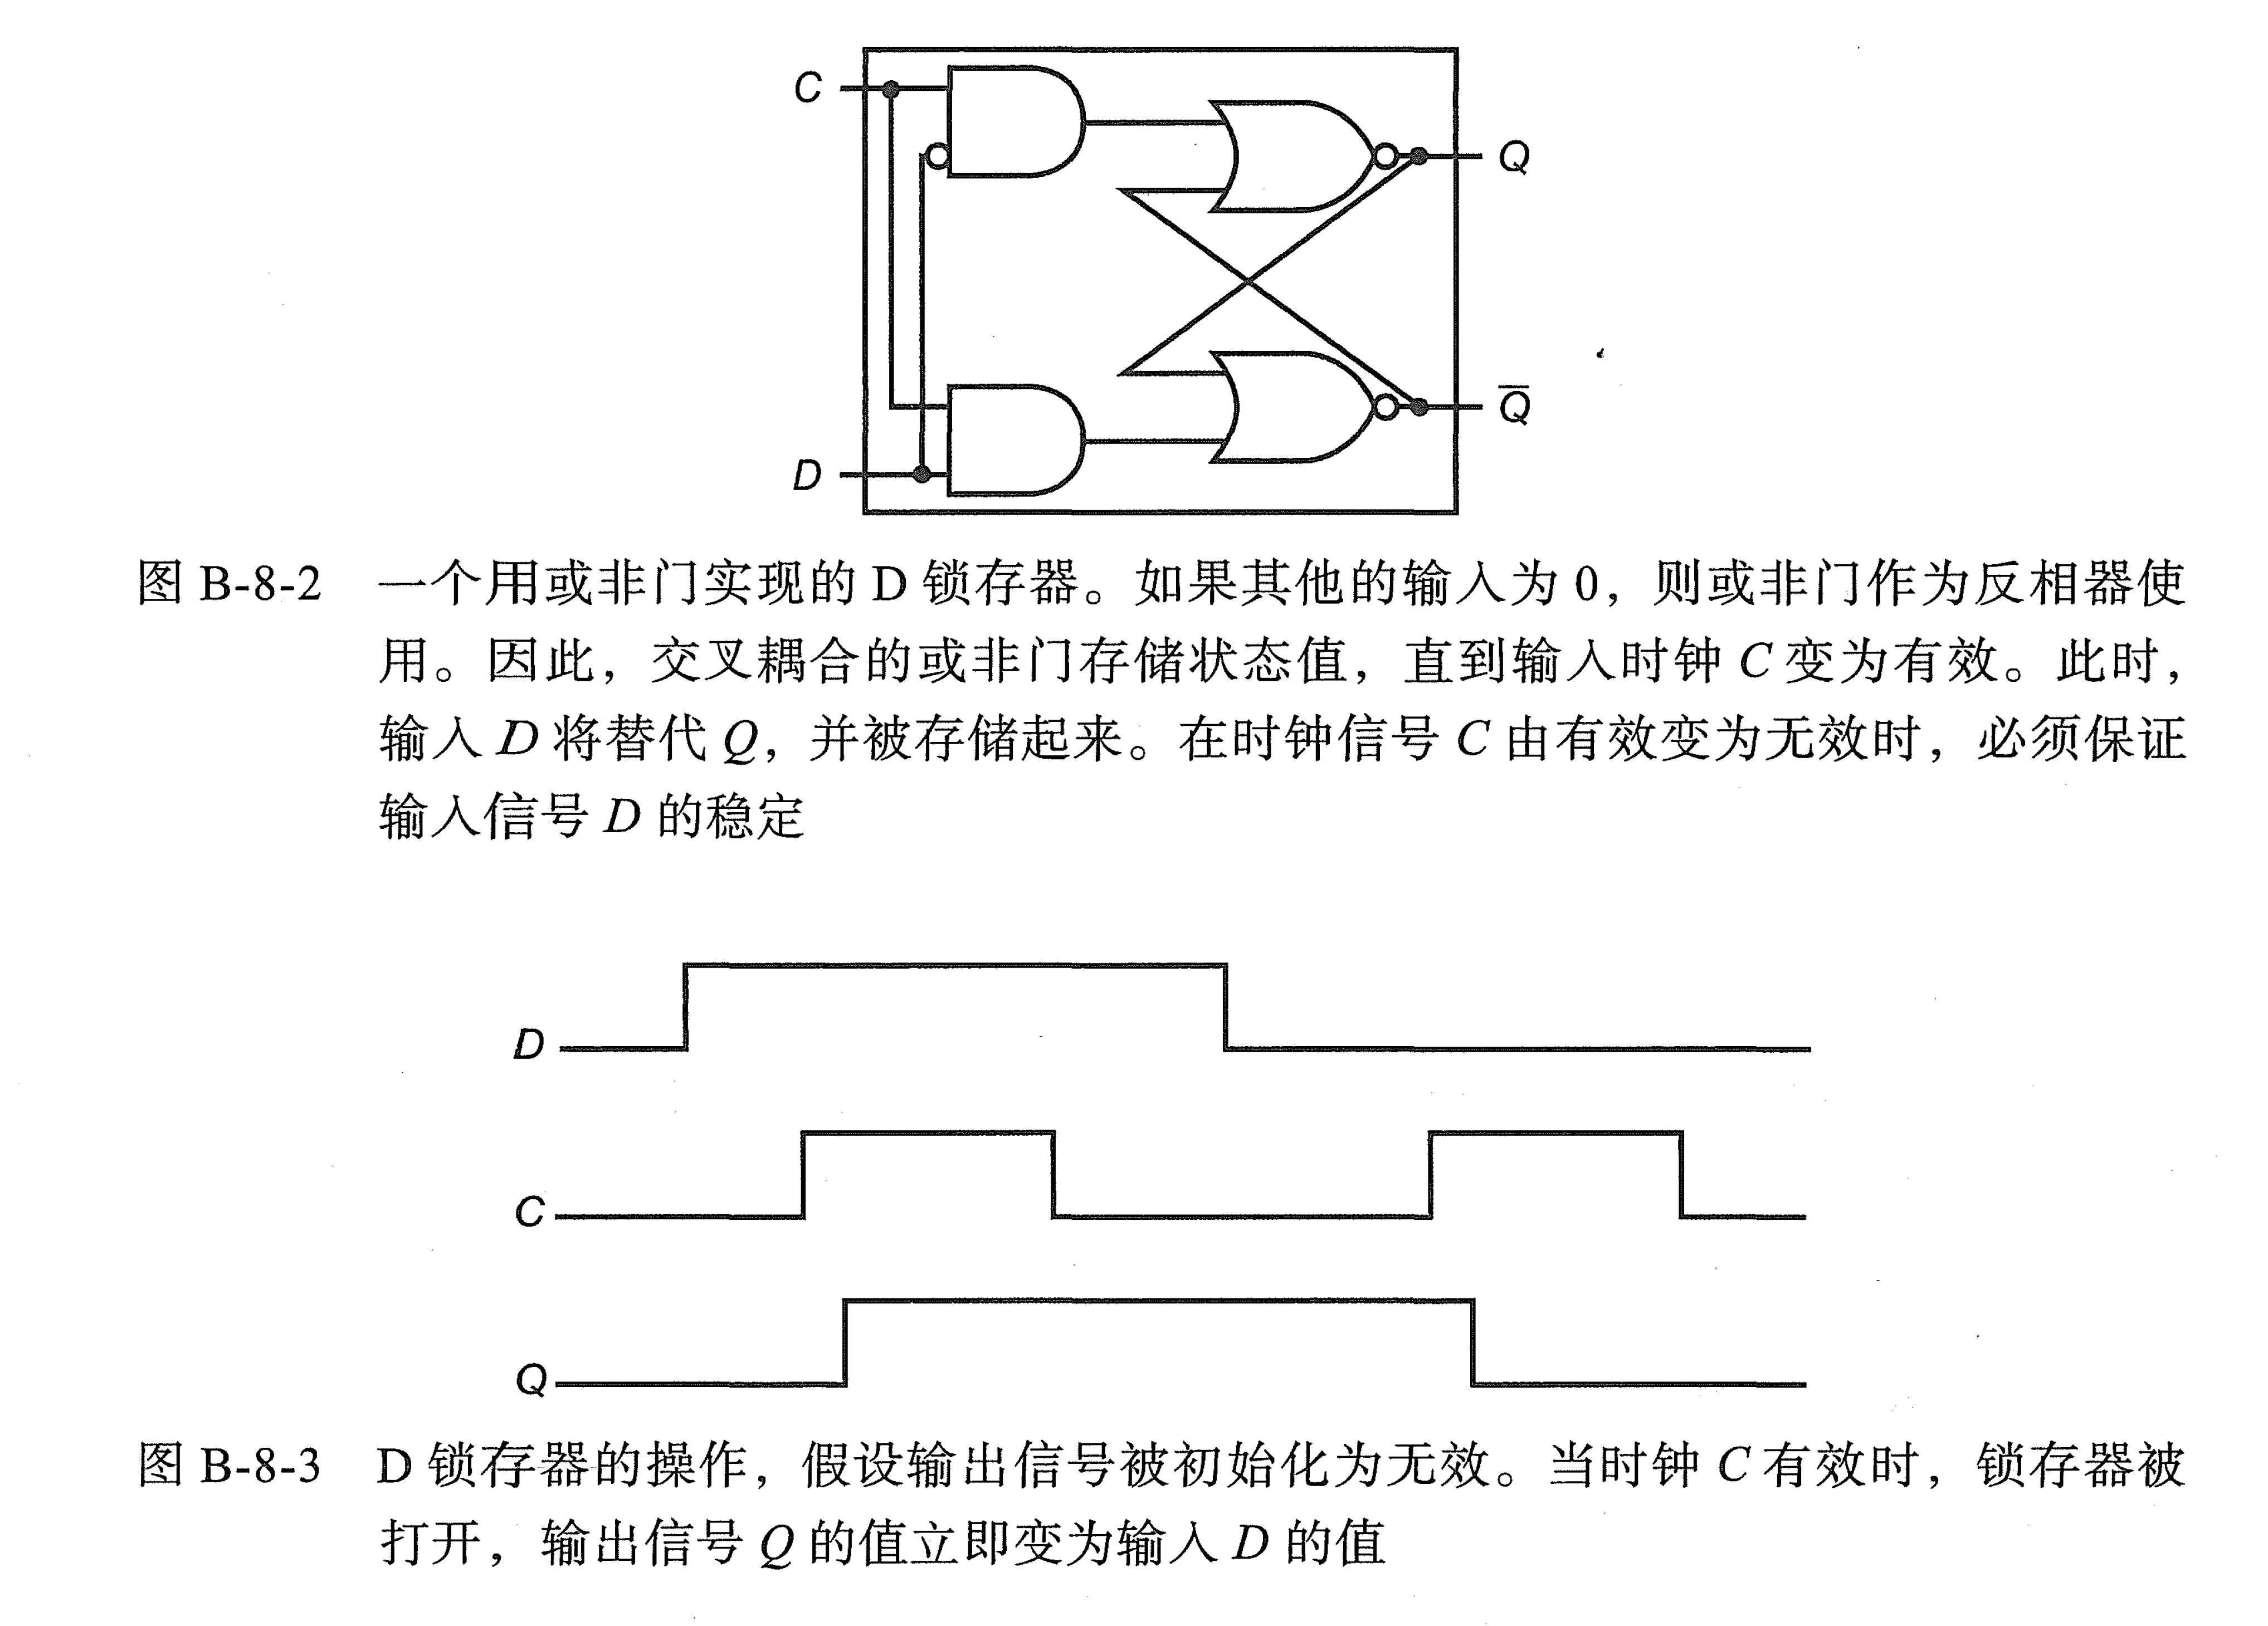 C
Q
Q̅
D
图 B-8-2 一个用或非门实现的 D 锁存器。如果其他的输入为 0，则或非门作为反相器使
用。因此，交叉耦合的或非门存储状态值，直到输入时钟 C 变为有效。此时，
输入 D 将替代 Q，并被存储起来。在时钟信号 C 由有效变为无效时，必须保证
输入信号 D 的稳定
D
C
Q
图 B-8-3 D 锁存器的操作，假设输出信号被初始化为无效。当时钟 C 有效时，锁存器被
打开，输出信号 Q 的值立即变为输入 D 的值